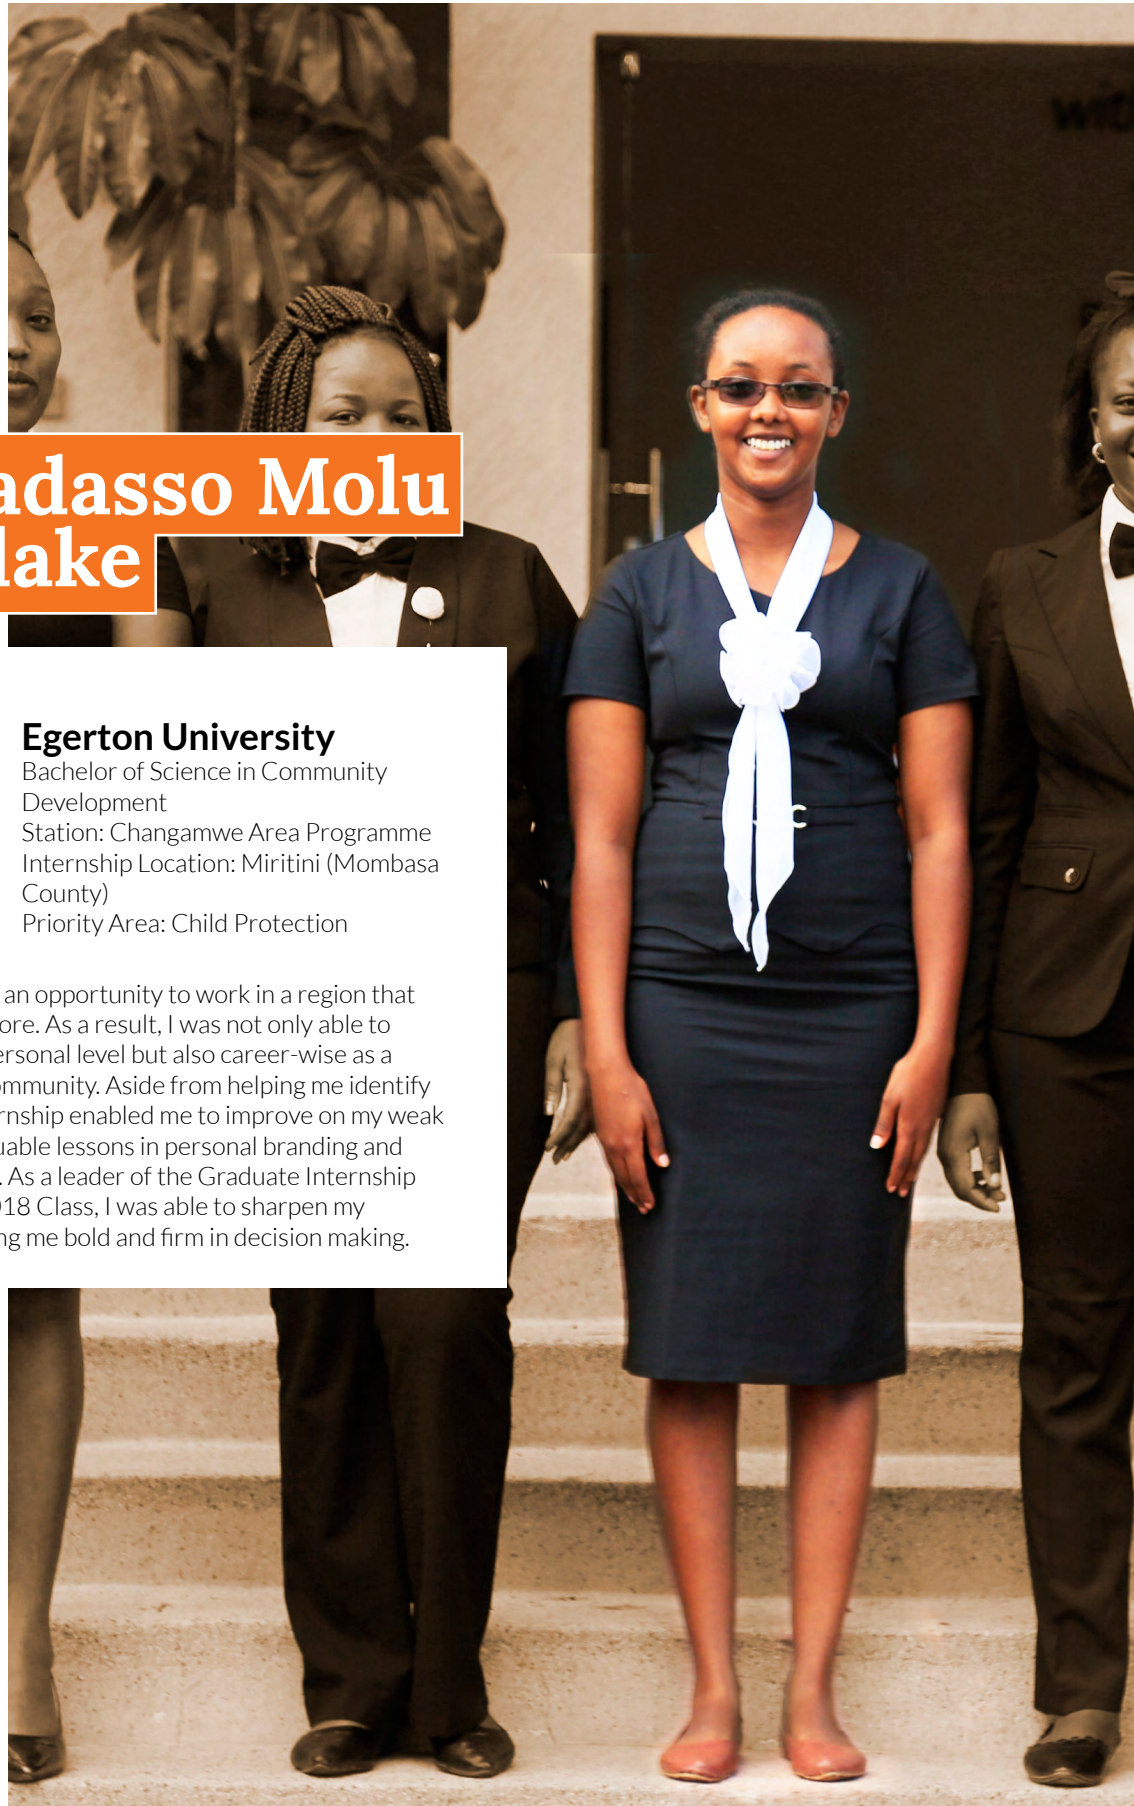 adasso Molu
lake
Egerton University
Bachelor of Science in Community
Development
Station: Changamwe Area Programme
Internship Location: Miritini (Mombasa
County)
Priority Area: Child Protection
an opportunity to work in a region that
ore. As a result, I was not only able to
ersonal level but also career-wise as a
ommunity. Aside from helping me identify
rnship enabled me to improve on my weak
uable lessons in personal branding and
. As a leader of the Graduate Internship
18 Class, I was able to sharpen my
ng me bold and firm in decision making.